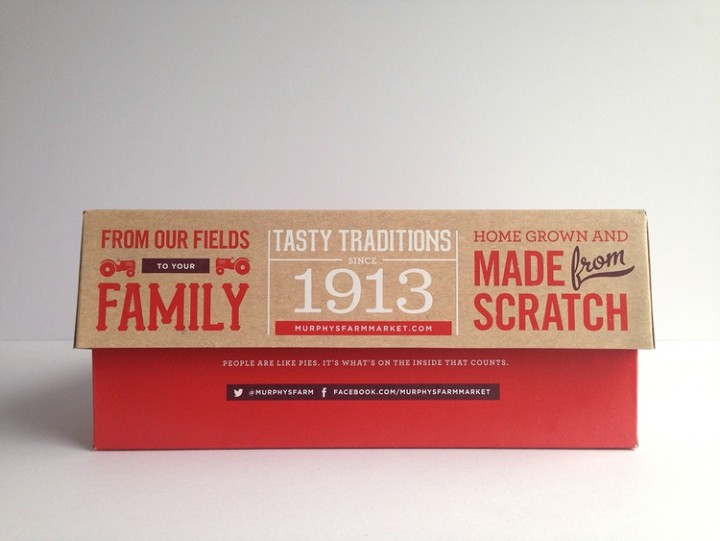 FROM OUR FIELDS
TO YOUR
FAMILY
TASTY TRADITIONS
SINCE
1913
MURPHYSFARMMARKET.COM
HOME GROWN AND
MADE from
SCRATCH
PEOPLE ARE LIKE PIES. IT'S WHAT'S ON THE INSIDE THAT COUNTS.
@MURPHYSFARM f FACEBOOK.COM/MURPHYSFARMMARKET